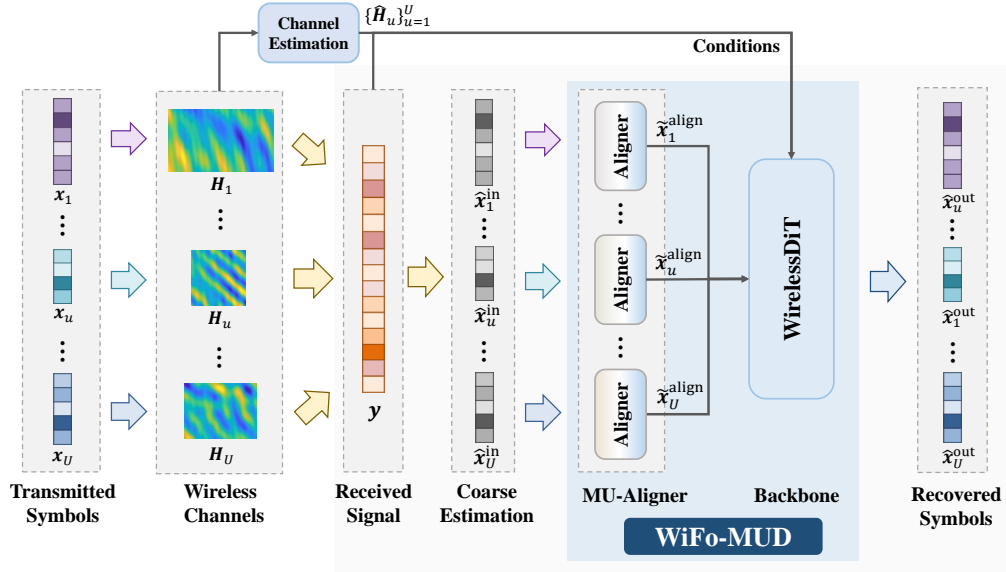 Channel
Estimation
{Ĥ_u}_{u=1}^U
Conditions
x_1
⋮
x_u
⋮
x_U
H_1
⋮
H_u
⋮
H_U
y
x̂_1^in
⋮
x̂_u^in
⋮
x̂_U^in
Aligner
⋮
Aligner
⋮
Aligner
x̃_1^align
x̃_u^align
x̃_U^align
WirelessDiT
x̂_u^out
⋮
x̂_1^out
⋮
x̂_U^out
Transmitted
Symbols
Wireless
Channels
Received
Signal
Coarse
Estimation
MU-Aligner
Backbone
Recovered
Symbols
WiFo-MUD